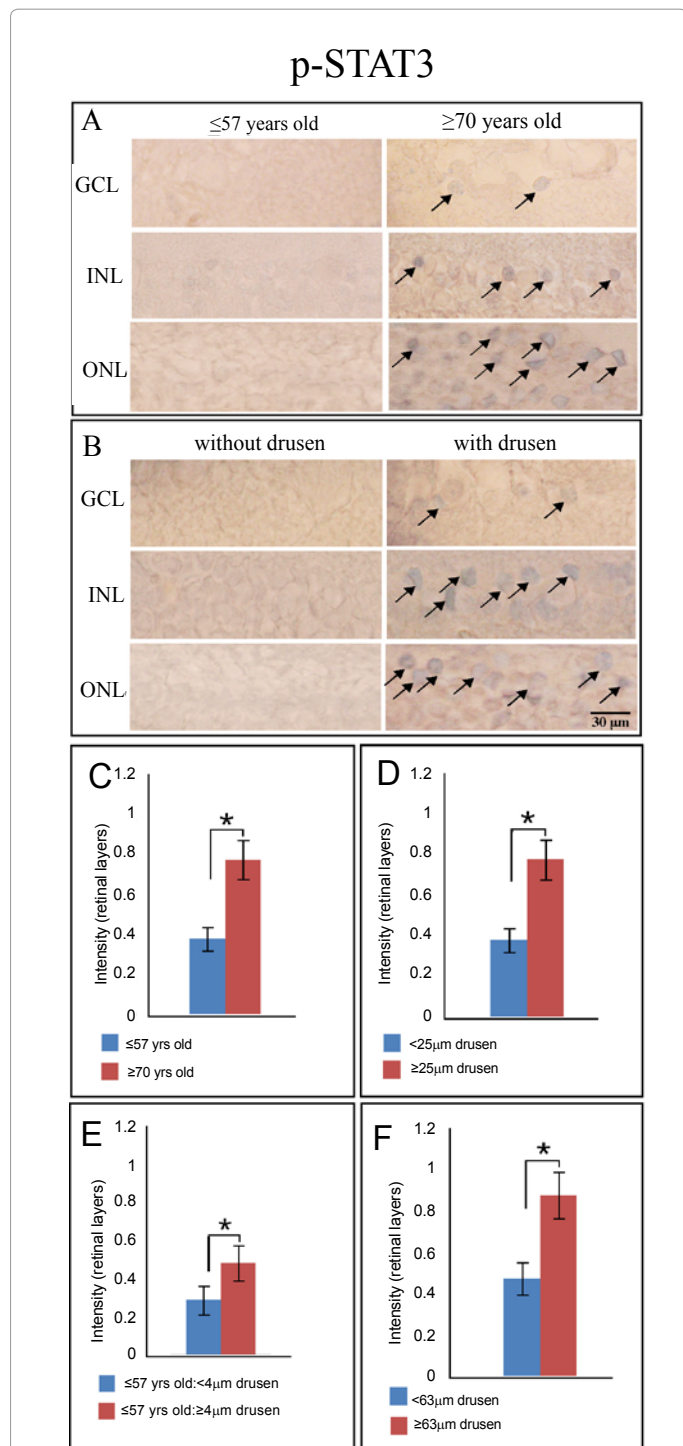 p-STAT3
A
≤57 years old
≥70 years old
GCL
INL
ONL
B
without drusen
with drusen
GCL
INL
ONL
30 μm
C
1.2
1
0.8
0.6
0.4
0.2
0
Intensity (retinal layers)
*
≤57 yrs old
≥70 yrs old
D
1.2
1
0.8
0.6
0.4
0.2
0
Intensity (retinal layers)
*
<25μm drusen
≥25μm drusen
E
1.2
1
0.8
0.6
0.4
0.2
0
Intensity (retinal layers)
*
≤57 yrs old:<4μm drusen
≤57 yrs old:≥4μm drusen
F
1.2
1
0.8
0.6
0.4
0.2
0
Intensity (retinal layers)
*
<63μm drusen
≥63μm drusen